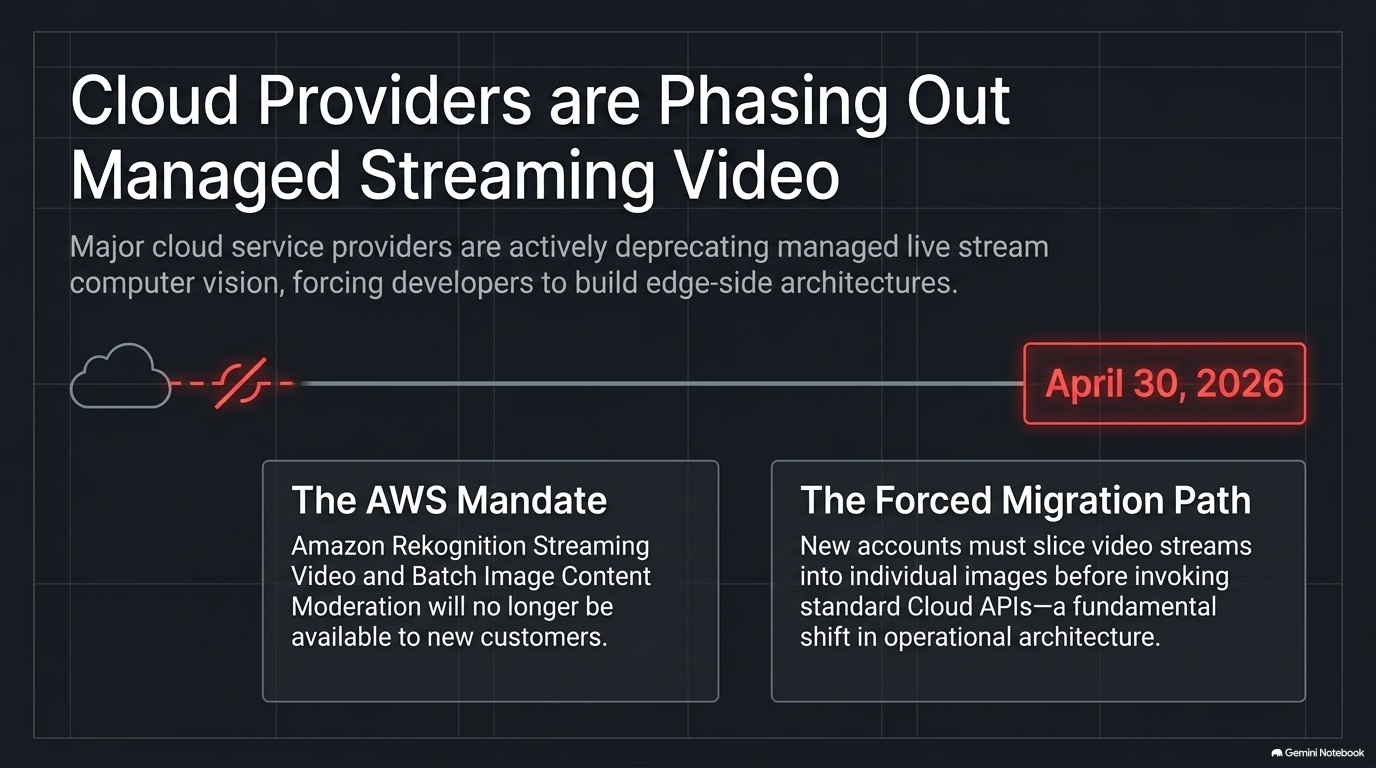 Cloud Providers are Phasing Out
Managed Streaming Video
Major cloud service providers are actively deprecating managed live stream
computer vision, forcing developers to build edge-side architectures.
April 30, 2026
The AWS Mandate
Amazon Rekognition Streaming
Video and Batch Image Content
Moderation will no longer be
available to new customers.
The Forced Migration Path
New accounts must slice video streams
into individual images before invoking
standard Cloud APIs—a fundamental
shift in operational architecture.
Gemini Notebook